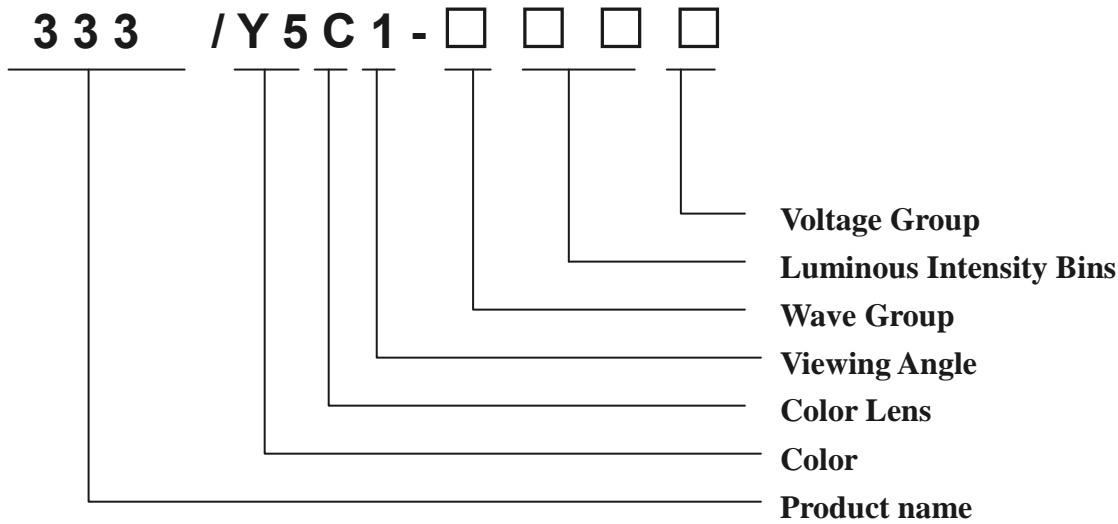 333 /Y5C1-□ □ □ □
Voltage Group
Luminous Intensity Bins
Wave Group
Viewing Angle
Color Lens
Color
Product name